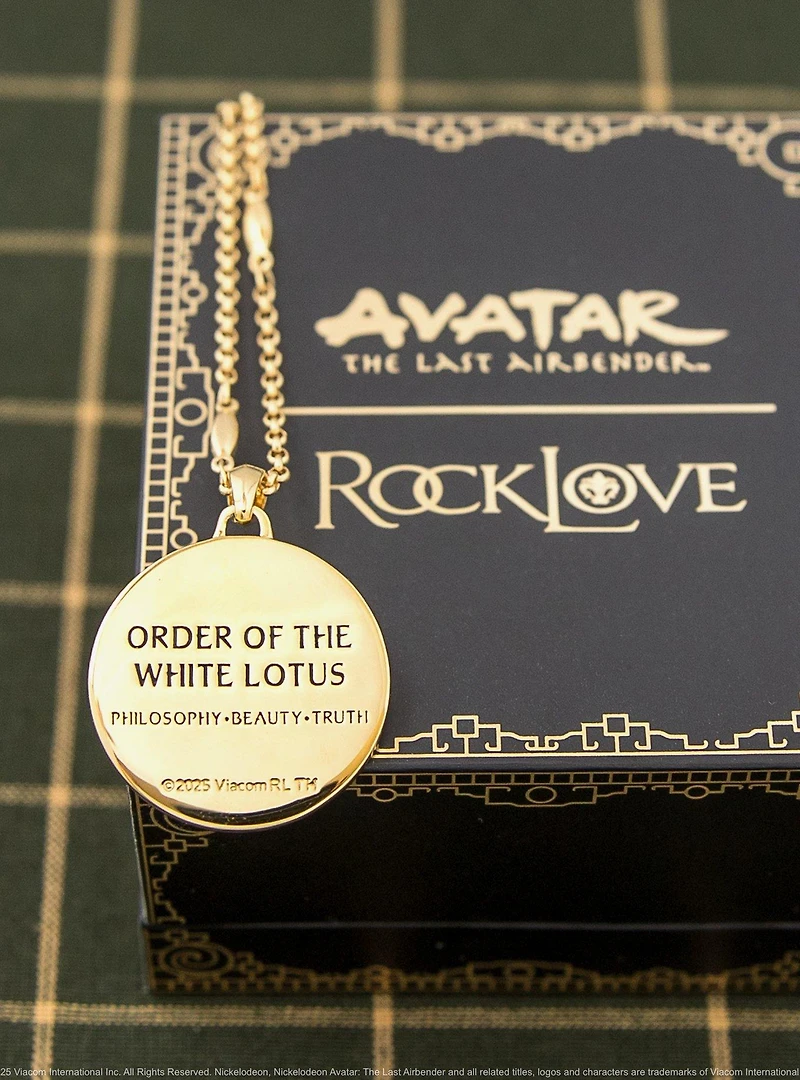 AVATAR
THE LAST AIRBENDER™
ROCKLOVE
ORDER OF THE
WHITE LOTUS
PHILOSOPHY•BEAUTY•TRUTH
©2025 Viacom RL TH
25 Viacom International Inc. All Rights Reserved. Nickelodeon, Nickelodeon Avatar: The Last Airbender and all related titles, logos and characters are trademarks of Viacom International